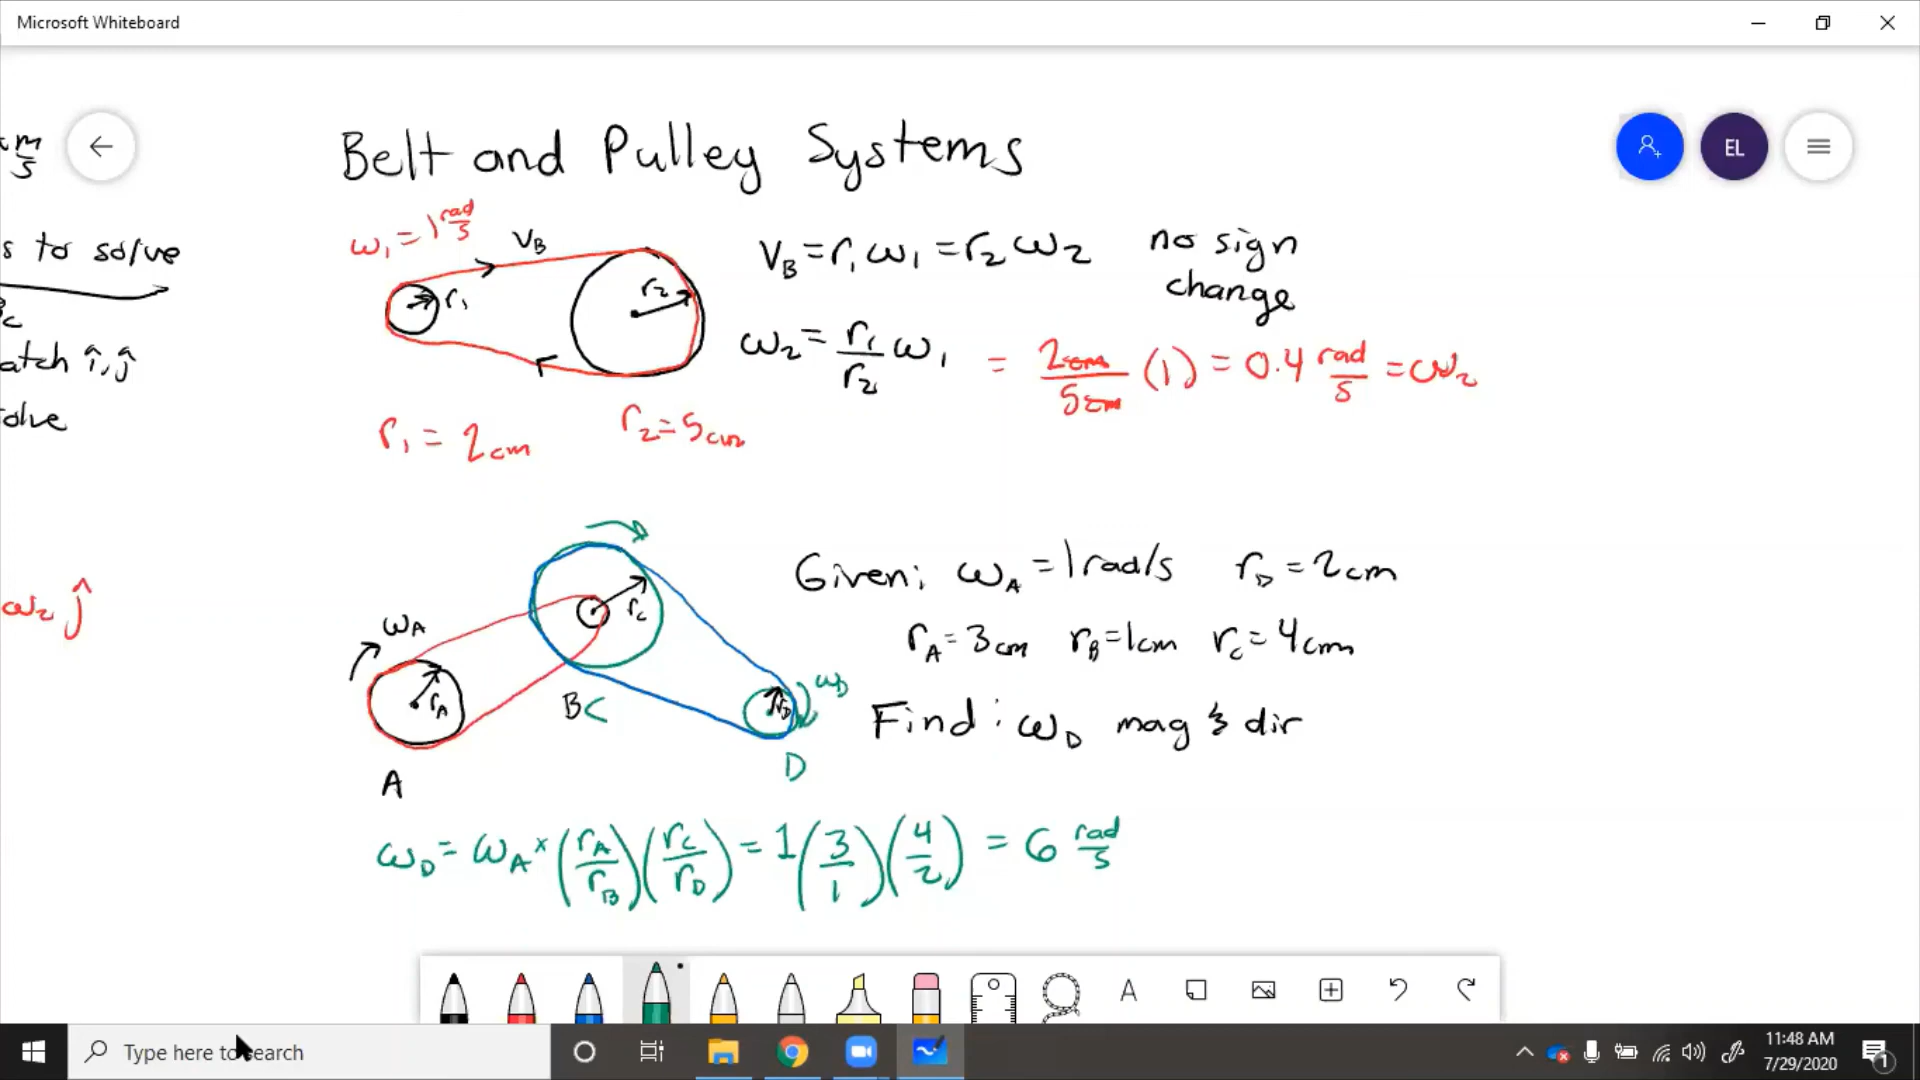 Microsoft Whiteboard
m/s
s to solve
c
atch î, ĵ
olve
ω₂ ĵ
EL
Belt and Pulley Systems
ω₁ = 1 rad/s
V_B
r₁
r₂
r₁ = 2cm
r₂ = 5cm
V_B = r₁ω₁ = r₂ω₂
no sign
change
ω₂ = r₁/r₂ ω₁ = 2cm/5cm (1) = 0.4 rad/s = ω₂
ω_A
r_A
A
r_C
BC
r_D
ω_D
D
Given: ω_A = 1 rad/s r_D = 2cm
r_A = 3cm r_B = 1cm r_C = 4cm
Find: ω_D mag & dir
ω_D = ω_A × (r_A/r_B)(r_C/r_D) = 1(3/1)(4/2) = 6 rad/s
A
Type here to search
11:48 AM
7/29/2020
1